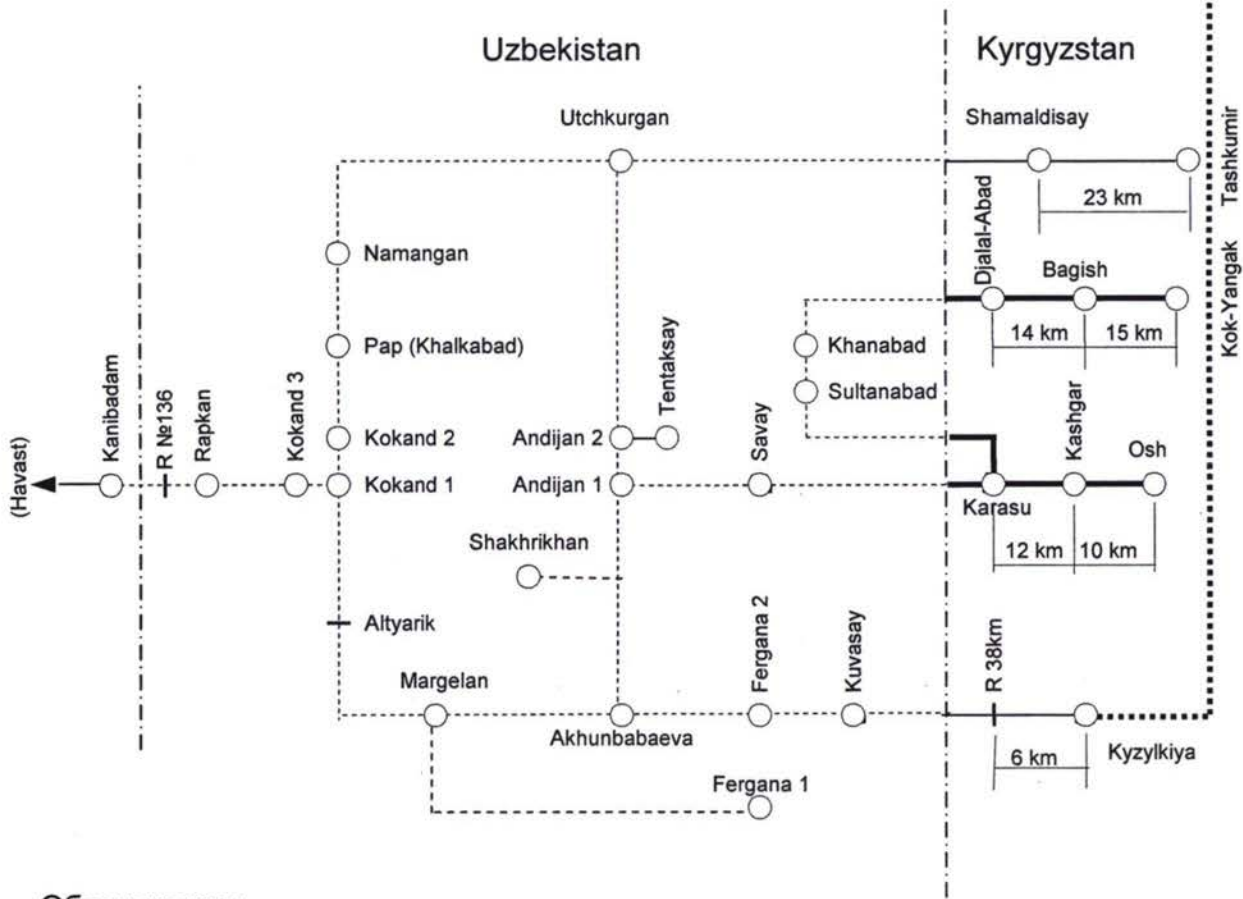 Uzbekistan
Kyrgyzstan
Utchkurgan
Shamaldisay
Tashkumir
23 km
Namangan
Djalal-Abad
Bagish
Kok-Yangak
14 km
15 km
Pap (Khalkabad)
Khanabad
Sultanabad
(Havast)
Kanibadam
R №136
Rapkan
Kokand 3
Kokand 2
Andijan 2
Tentaksay
Savay
Kashgar
Osh
Kokand 1
Andijan 1
Karasu
12 km
10 km
Shakhrikhan
Altyarik
Margelan
Akhunbabaeva
Fergana 2
Kuvasay
R 38km
Kyzylkiya
6 km
Fergana 1